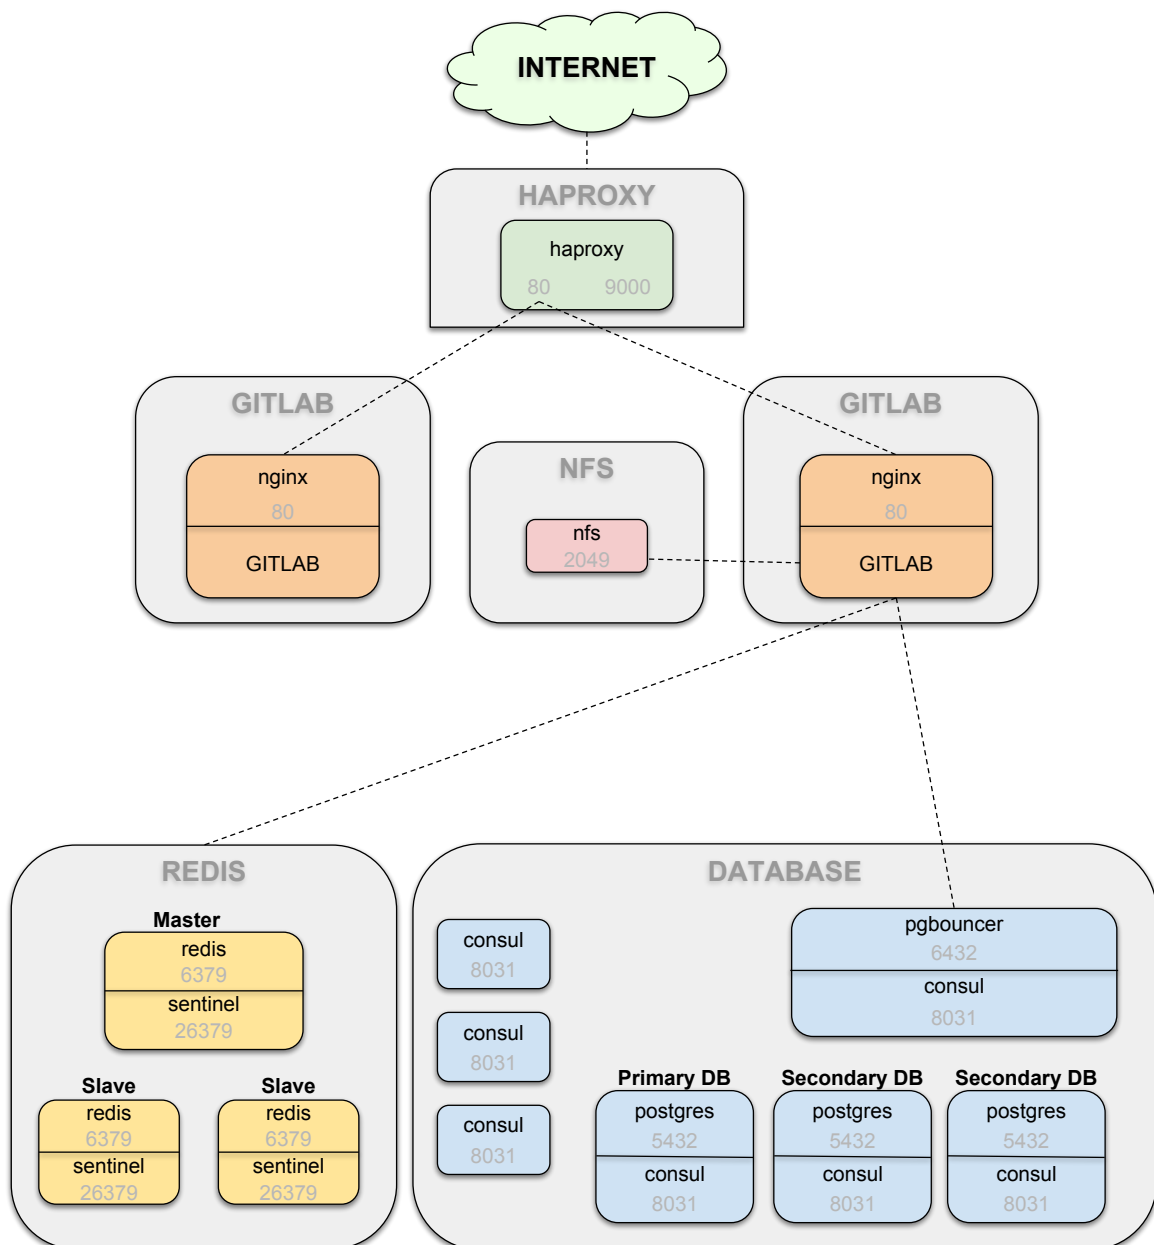 INTERNET
HAPROXY
haproxy
80 9000
GITLAB
nginx
80
GITLAB
NFS
nfs
2049
GITLAB
nginx
80
GITLAB
REDIS
Master
redis
6379
sentinel
26379
Slave
redis
6379
sentinel
26379
Slave
redis
6379
sentinel
26379
DATABASE
consul
8031
consul
8031
consul
8031
pgbouncer
6432
consul
8031
Primary DB
postgres
5432
consul
8031
Secondary DB
postgres
5432
consul
8031
Secondary DB
postgres
5432
consul
8031